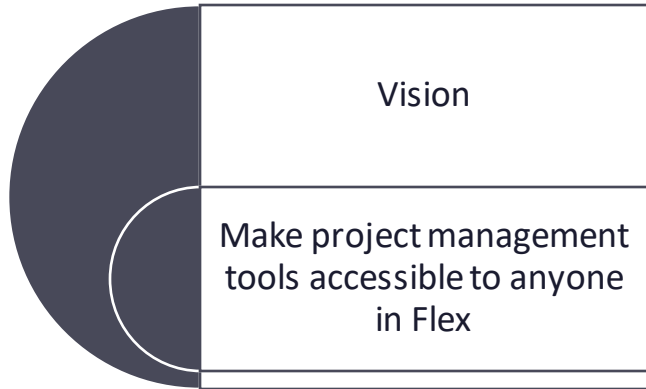 Vision
Make project management
tools accessible to anyone
in Flex